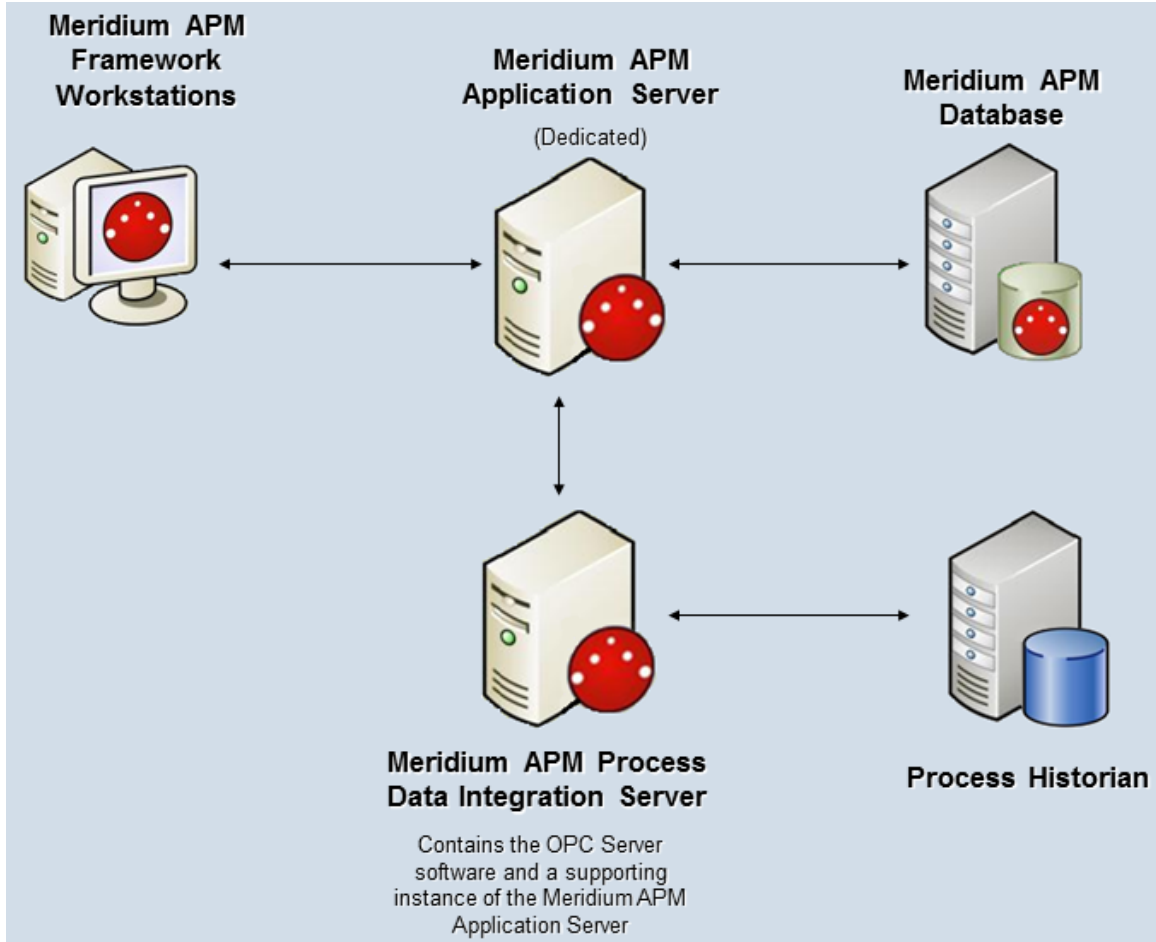 Meridium APM
Framework
Workstations
Meridium APM
Application Server
(Dedicated)
Meridium APM
Database
Meridium APM Process
Data Integration Server
Contains the OPC Server
software and a supporting
instance of the Meridium APM
Application Server
Process Historian